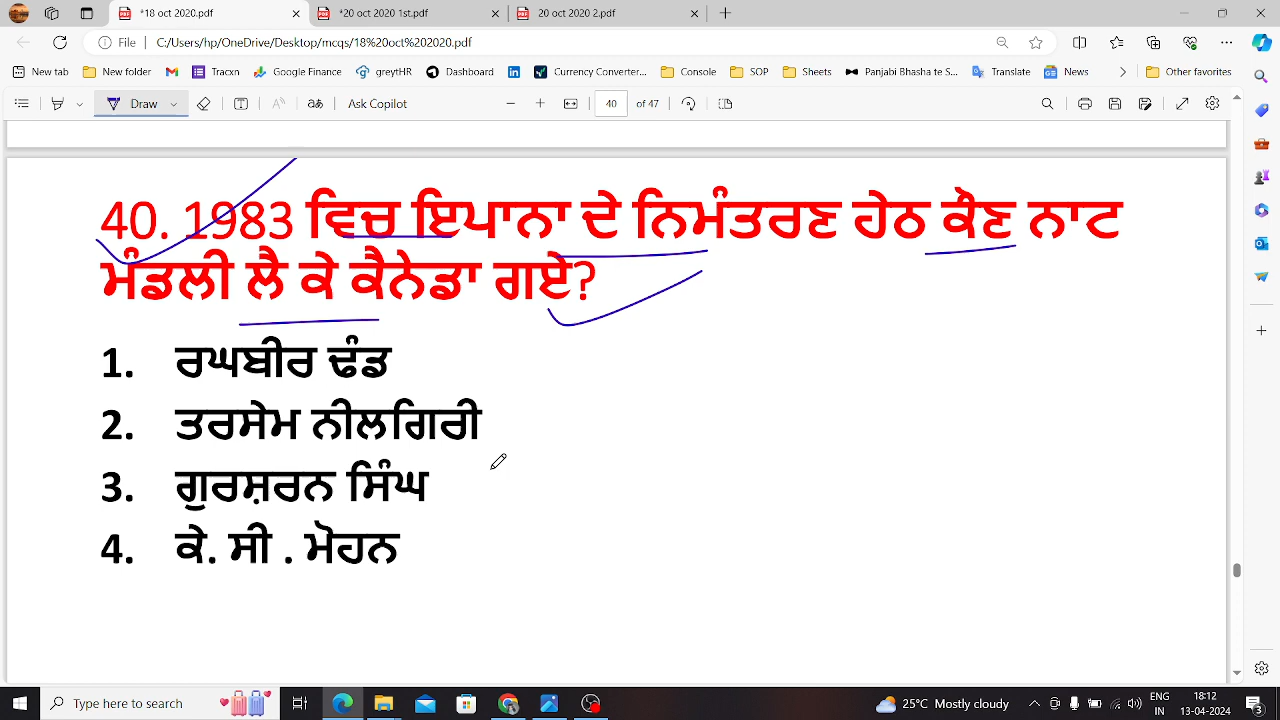 *18 oct 2020.pdf
*20 oct 2020 1st.pdf
20 oct 2020 2.pdf
File
C:/Users/hp/OneDrive/Desktop/mcqs/18%20oct%202020.pdf
New tab
New folder
Tracxn
Google Finance
greytHR
Dashboard
Currency Converter...
Console
SOP
Sheets
Panjabi Bhasha te S...
Translate
News
Other favorites
Draw
Ask Copilot
40 of 47
40. 1983 ਵਿਚ ਇਪਾਨਾ ਦੇ ਨਿਮੰਤਰਣ ਹੇਠ ਕੌਣ ਨਾਟ
ਮੰਡਲੀ ਲੈ ਕੇ ਕੈਨੇਡਾ ਗਏ?
1. ਰਘਬੀਰ ਢੰਡ
2. ਤਰਸੇਮ ਨੀਲਗਿਰੀ
3. ਗੁਰਸ਼ਰਨ ਸਿੰਘ
4. ਕੇ. ਸੀ . ਮੋਹਨ
Type here to search
25°C Mostly cloudy
ENG
IN
18:12
13-04-2024